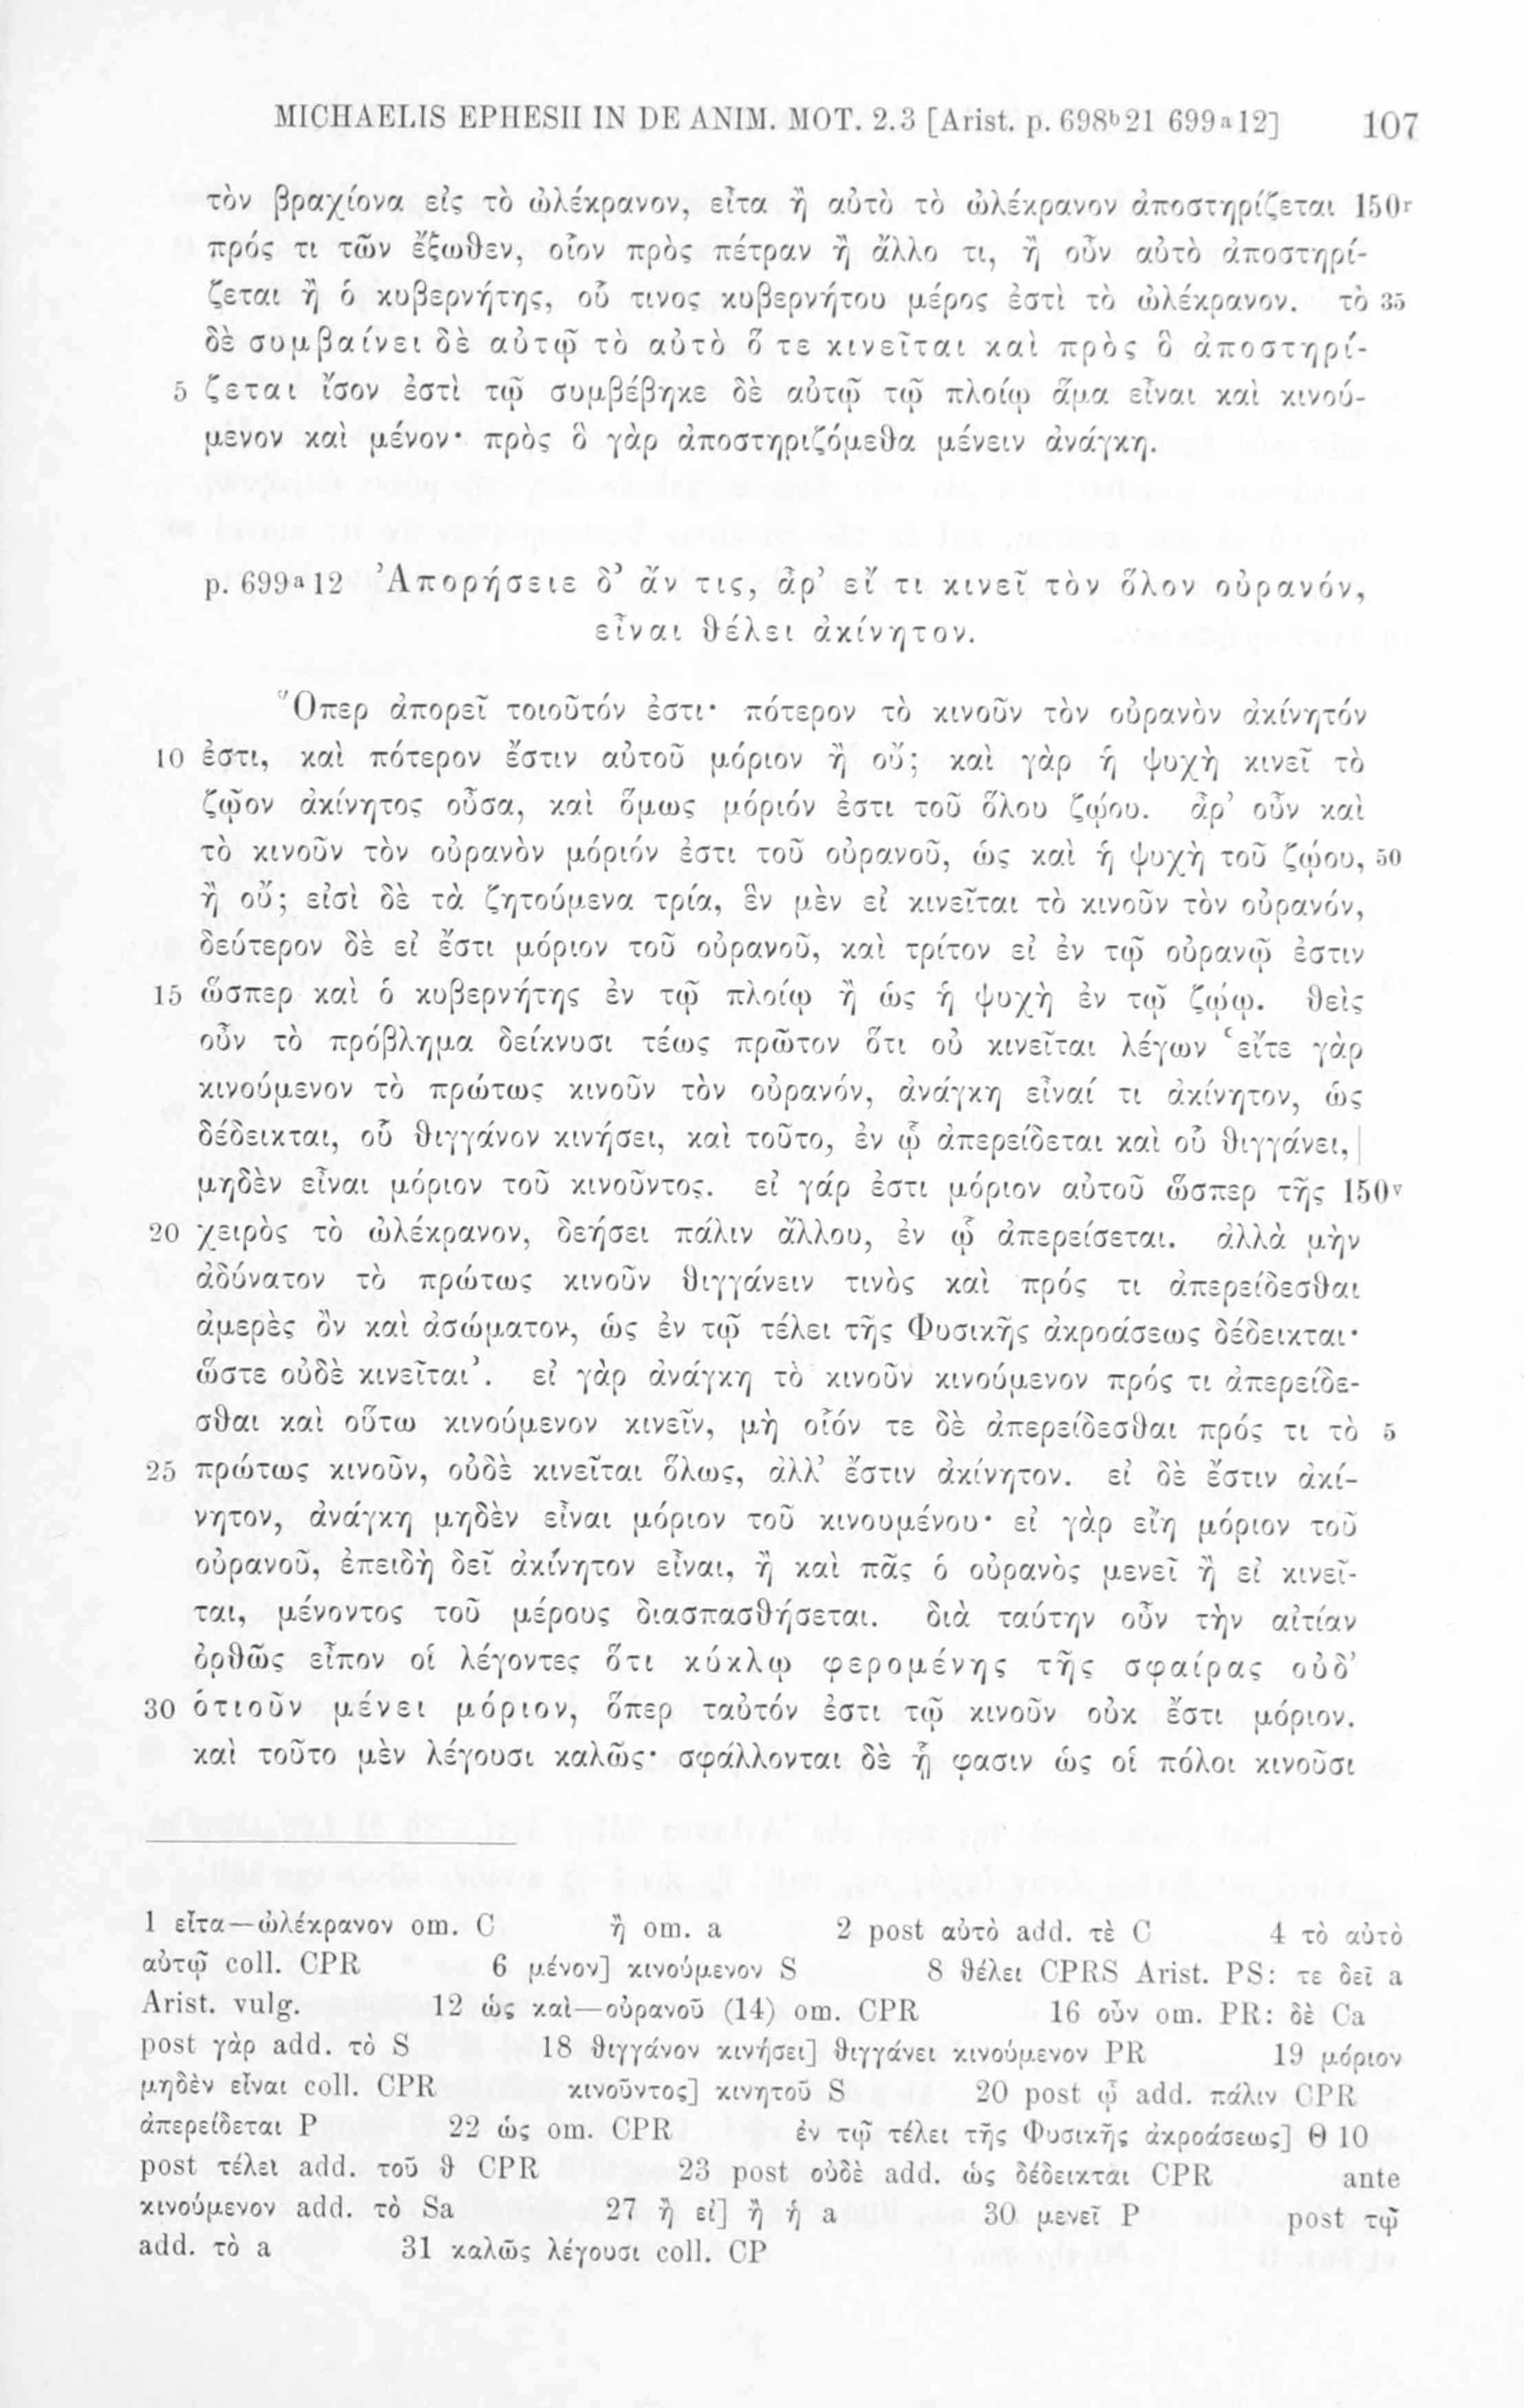 MICHAELIS EPHESII IN DE ANIM. MOT. 2.3 [Arist. p. 698ᵇ21 699ᵃ12] 107
τὸν βραχίονα εἰς τὸ ὠλέκρανον, εἶτα ἢ αὐτὸ τὸ ὠλέκρανον ἀποστηρίζεται 150ʳ
πρός τι τῶν ἔξωθεν, οἷον πρὸς πέτραν ἢ ἄλλο τι, ἢ οὖν αὐτὸ ἀποστηρί-
ζεται ἢ ὁ κυβερνήτης, οὗ τινος κυβερνήτου μέρος ἐστὶ τὸ ὠλέκρανον. τὸ 35
δὲ συμβαίνει δὲ αὐτῷ τὸ αὐτὸ ὅ τε κινεῖται καὶ πρὸς ὃ ἀποστηρί-
5 ζεται ἴσον ἐστὶ τῷ συμβέβηκε δὲ αὐτῷ τῷ πλοίῳ ἅμα εἶναι καὶ κινού-
μενον καὶ μένον· πρὸς ὃ γὰρ ἀποστηριζόμεθα μένειν ἀνάγκη.
p. 699ᵃ12 Ἀπορήσειε δ’ ἄν τις, ἆρ’ εἴ τι κινεῖ τὸν ὅλον οὐρανόν,
εἶναι θέλει ἀκίνητον.
Ὅπερ ἀπορεῖ τοιοῦτόν ἐστι· πότερον τὸ κινοῦν τὸν οὐρανὸν ἀκίνητόν
10 ἐστι, καὶ πότερον ἔστιν αὐτοῦ μόριον ἢ οὔ; καὶ γὰρ ἡ ψυχὴ κινεῖ τὸ
ζῷον ἀκίνητος οὖσα, καὶ ὅμως μόριόν ἐστι τοῦ ὅλου ζῴου. ἆρ’ οὖν καὶ
τὸ κινοῦν τὸν οὐρανὸν μόριόν ἐστι τοῦ οὐρανοῦ, ὡς καὶ ἡ ψυχὴ τοῦ ζῴου, 50
ἢ οὔ; εἰσὶ δὲ τὰ ζητούμενα τρία, ἓν μὲν εἰ κινεῖται τὸ κινοῦν τὸν οὐρανόν,
δεύτερον δὲ εἰ ἔστι μόριον τοῦ οὐρανοῦ, καὶ τρίτον εἰ ἐν τῷ οὐρανῷ ἐστιν
15 ὥσπερ καὶ ὁ κυβερνήτης ἐν τῷ πλοίῳ ἢ ὡς ἡ ψυχὴ ἐν τῷ ζῴῳ. θεὶς
οὖν τὸ πρόβλημα δείκνυσι τέως πρῶτον ὅτι οὐ κινεῖται λέγων ‘εἴτε γὰρ
κινούμενον τὸ πρώτως κινοῦν τὸν οὐρανόν, ἀνάγκη εἶναί τι ἀκίνητον, ὡς
δέδεικται, οὗ θιγγάνον κινήσει, καὶ τοῦτο, ἐν ᾧ ἀπερείδεται καὶ οὗ θιγγάνει, |
μηδὲν εἶναι μόριον τοῦ κινοῦντος. εἰ γάρ ἐστι μόριον αὐτοῦ ὥσπερ τῆς 150ᵛ
20 χειρὸς τὸ ὠλέκρανον, δεήσει πάλιν ἄλλου, ἐν ᾧ ἀπερείσεται. ἀλλὰ μὴν
ἀδύνατον τὸ πρώτως κινοῦν θιγγάνειν τινὸς καὶ πρός τι ἀπερείδεσθαι
ἀμερὲς ὂν καὶ ἀσώματον, ὡς ἐν τῷ τέλει τῆς Φυσικῆς ἀκροάσεως δέδεικται·
ὥστε οὐδὲ κινεῖται’. εἰ γὰρ ἀνάγκη τὸ κινοῦν κινούμενον πρός τι ἀπερείδε-
σθαι καὶ οὕτω κινούμενον κινεῖν, μὴ οἷόν τε δὲ ἀπερείδεσθαι πρός τι τὸ 5
25 πρώτως κινοῦν, οὐδὲ κινεῖται ὅλως, ἀλλ’ ἔστιν ἀκίνητον. εἰ δὲ ἔστιν ἀκί-
νητον, ἀνάγκη μηδὲν εἶναι μόριον τοῦ κινουμένου· εἰ γὰρ εἴη μόριον τοῦ
οὐρανοῦ, ἐπειδὴ δεῖ ἀκίνητον εἶναι, ἢ καὶ πᾶς ὁ οὐρανὸς μενεῖ ἢ εἰ κινεῖ-
ται, μένοντος τοῦ μέρους διασπασθήσεται. διὰ ταύτην οὖν τὴν αἰτίαν
ὀρθῶς εἶπον οἱ λέγοντες ὅτι κύκλῳ φερομένης τῆς σφαίρας οὐδ’
30 ὁτιοῦν μένει μόριον, ὅπερ ταὐτόν ἐστι τῷ κινοῦν οὐκ ἔστι μόριον.
καὶ τοῦτο μὲν λέγουσι καλῶς· σφάλλονται δὲ ᾗ φασιν ὡς οἱ πόλοι κινοῦσι
1 εἶτα—ὠλέκρανον om. C ἢ om. a 2 post αὐτὸ add. τὲ C 4 τὸ αὐτὸ
αὐτῷ coll. CPR 6 μένον] κινούμενον S 8 θέλει CPRS Arist. PS: τε δεῖ a
Arist. vulg. 12 ὡς καὶ—οὐρανοῦ (14) om. CPR 16 οὖν om. PR: δὲ Ca
post γὰρ add. τὸ S 18 θιγγάνον κινήσει] θιγγάνει κινούμενον PR 19 μόριον
μηδὲν εἶναι coll. CPR κινοῦντος] κινητοῦ S 20 post ᾧ add. πάλιν CPR
ἀπερείδεται P 22 ὡς om. CPR ἐν τῷ τέλει τῆς Φυσικῆς ἀκροάσεως] Θ 10
post τέλει add. τοῦ θ CPR 23 post οὐδὲ add. ὡς δέδεικται CPR ante
κινούμενον add. τὸ Sa 27 ἢ εἰ] ἢ ἡ a 30 μενεῖ P post τῷ
add. τὸ a 31 καλῶς λέγουσι coll. CP